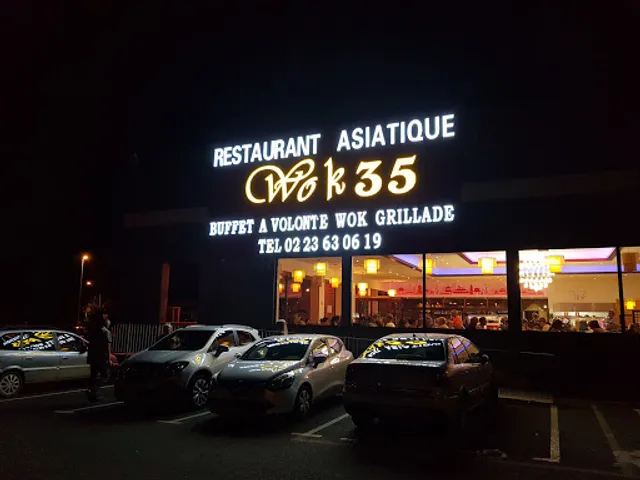 RESTAURANT ASIATIQUE
Wok 35
BUFFET A VOLONTE WOK GRILLADE
TEL 02 23 63 06 19